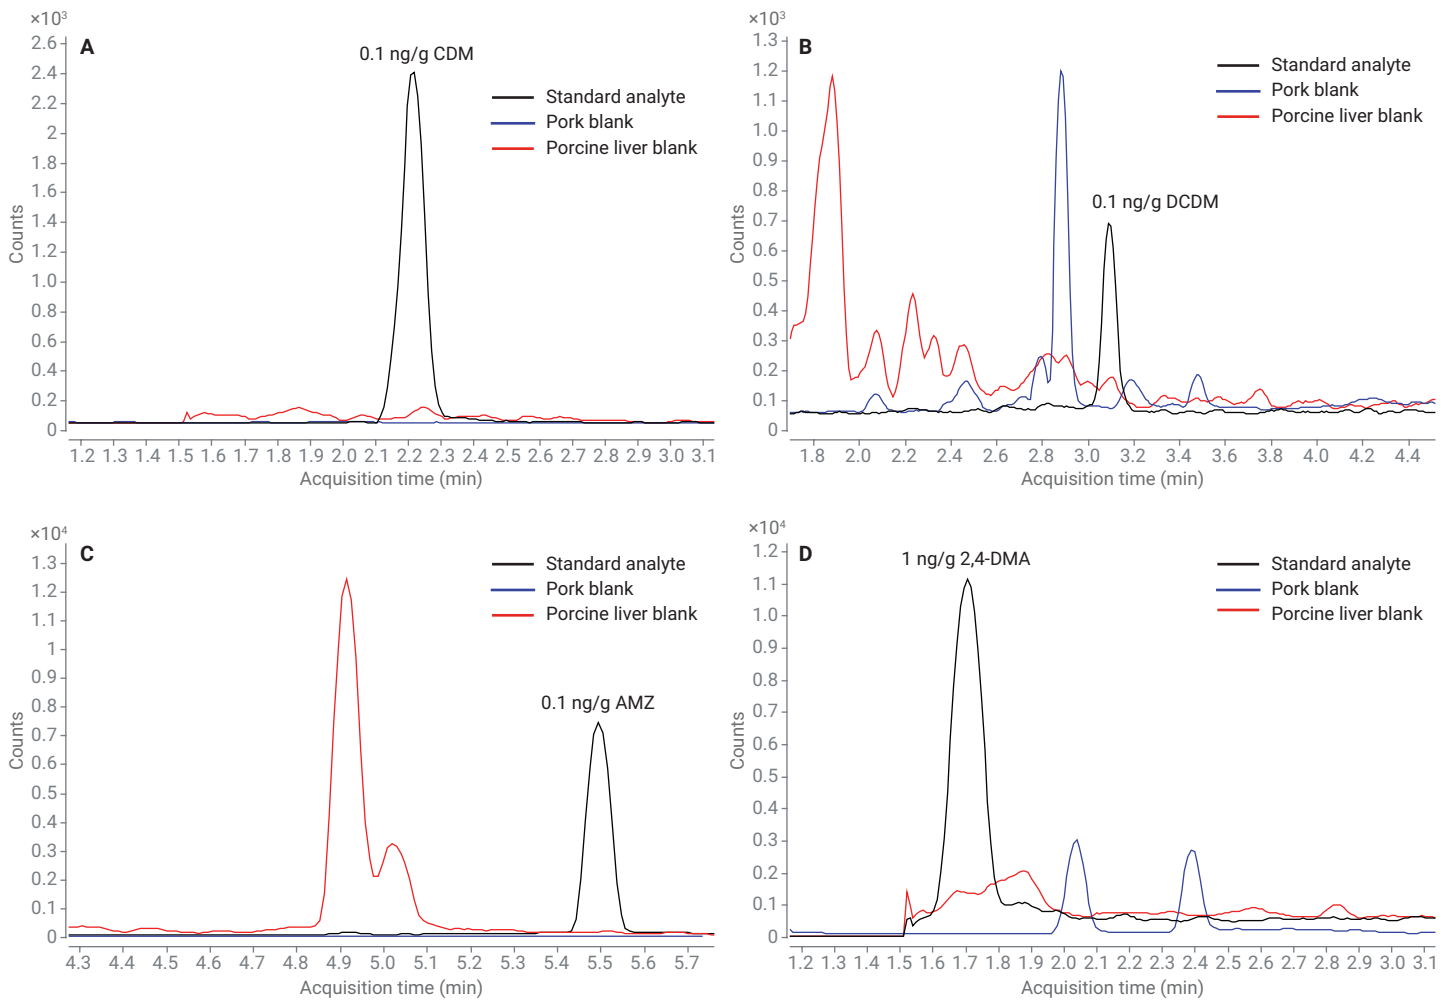 ×10³
A
2.6
2.4
2.2
2
1.8
1.6
1.4
1.2
1.0
0.8
0.6
0.4
0.2
0
Counts
0.1 ng/g CDM
Standard analyte
Pork blank
Porcine liver blank
1.2 1.3 1.4 1.5 1.6 1.7 1.8 1.9 2.0 2.1 2.2 2.3 2.4 2.5 2.6 2.7 2.8 2.9 3.0 3.1
Acquisition time (min)
×10³
B
1.3
1.2
1.1
1.0
0.9
0.8
0.7
0.6
0.5
0.4
0.3
0.2
0.1
0
Counts
Standard analyte
Pork blank
Porcine liver blank
0.1 ng/g DCDM
1.8 2.0 2.2 2.4 2.6 2.8 3.0 3.2 3.4 3.6 3.8 4.0 4.2 4.4
Acquisition time (min)
×10⁴
C
1.3
1.2
1.1
1
0.9
0.8
0.7
0.6
0.5
0.4
0.3
0.2
0.1
0
Counts
Standard analyte
Pork blank
Porcine liver blank
0.1 ng/g AMZ
4.3 4.4 4.5 4.6 4.7 4.8 4.9 5.0 5.1 5.2 5.3 5.4 5.5 5.6 5.7
Acquisition time (min)
×10⁴
D
1.2
1.1
1.0
0.9
0.8
0.7
0.6
0.5
0.4
0.3
0.2
0.1
0
Counts
1 ng/g 2,4-DMA
Standard analyte
Pork blank
Porcine liver blank
1.2 1.3 1.4 1.5 1.6 1.7 1.8 1.9 2.0 2.1 2.2 2.3 2.4 2.5 2.6 2.7 2.8 2.9 3.0 3.1
Acquisition time (min)